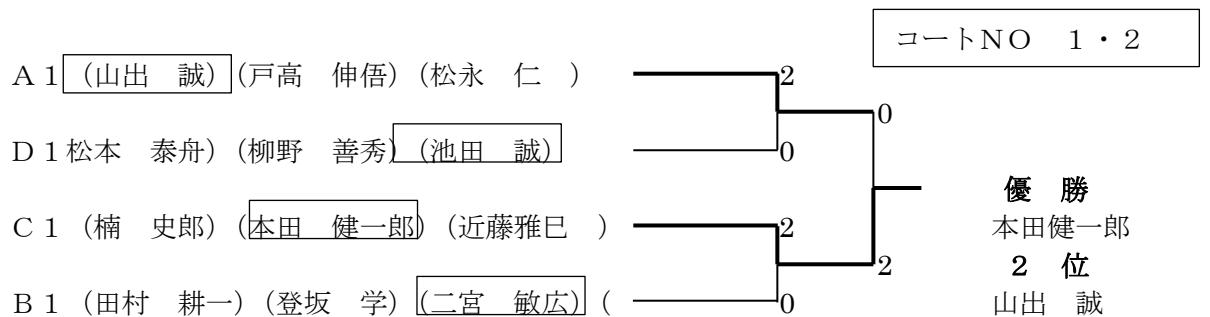 コートNO　１・２
A１（山出　誠）（戸高　伸俉）（松永　仁　）
2
0
D１松本　泰舟）（柳野　善秀）（池田　誠）
0
優　勝
C１（楠　史郎）（本田　健一郎）（近藤雅巳　）
2
本田健一郎
2
２　位
B１（田村　耕一）（登坂　学）（二宮　敏広）（
0
山出　誠